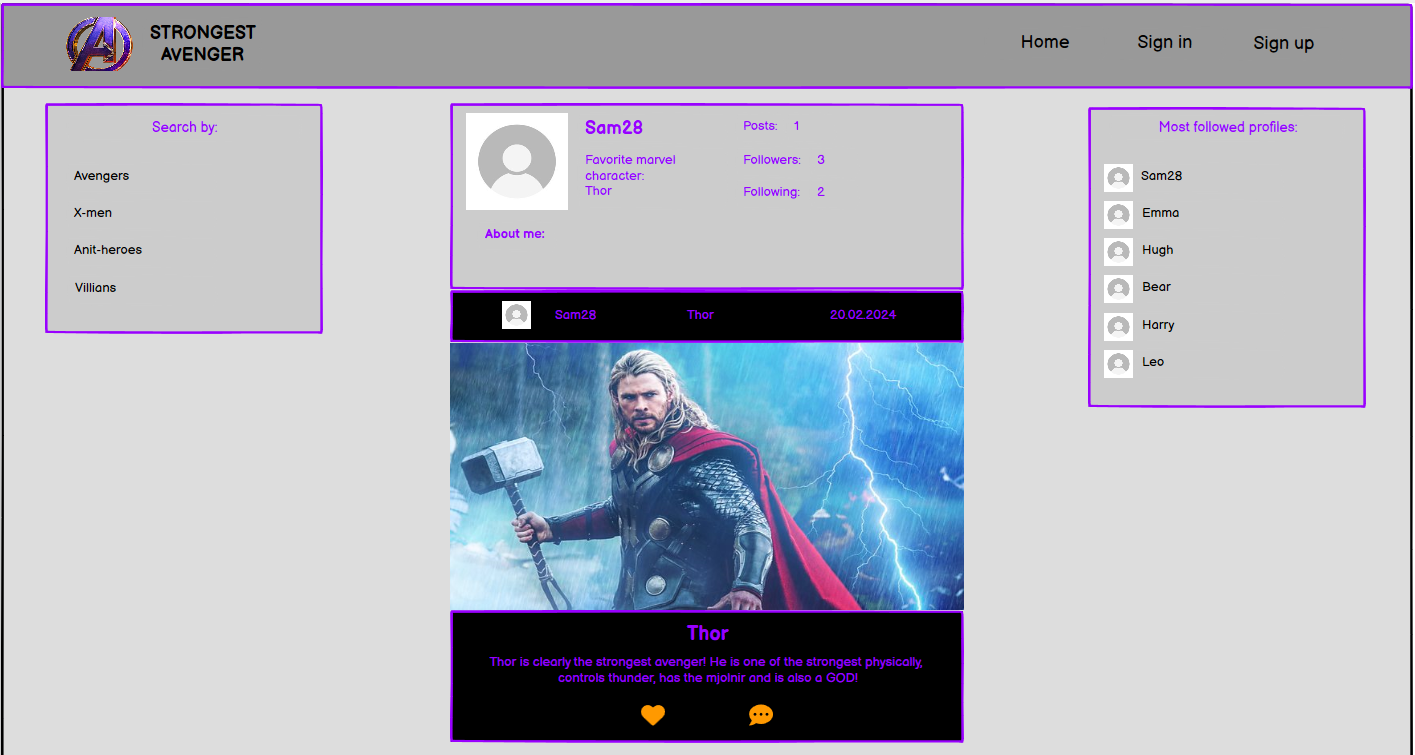 STRONGEST
AVENGER
Home
Sign in
Sign up
Search by:
Avengers
X-men
Anit-heroes
Villians
Sam28
Favorite marvel
character:
Thor
Posts: 1
Followers: 3
Following: 2
About me:
Sam28 Thor 20.02.2024
Thor
Thor is clearly the strongest avenger! He is one of the strongest physically,
controls thunder, has the mjolnir and is also a GOD!
Most followed profiles:
Sam28
Emma
Hugh
Bear
Harry
Leo